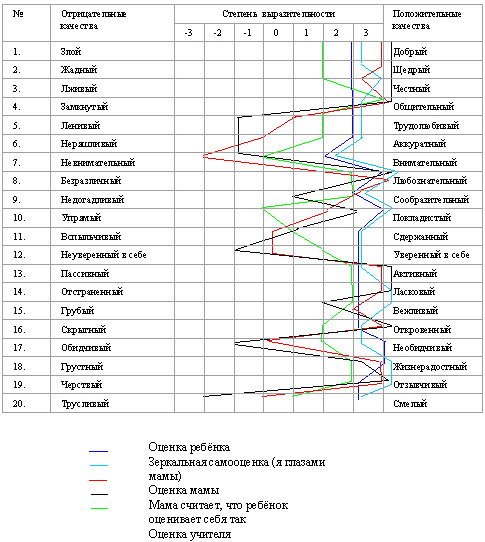 № Отрицательные качества Степень выразительности Положительные качества
-3 -2 -1 0 1 2 3
1. Злой Добрый
2. Жадный Щедрый
3. Лживый Честный
4. Замкнутый Общительный
5. Ленивый Трудолюбивый
6. Неряшливый Аккуратный
7. Невнимательный Внимательный
8. Безразличный Любознательный
9. Недогадливый Сообразительный
10. Упрямый Покладистый
11. Вспыльчивый Сдержанный
12. Неуверенный в себе Уверенный в себе
13. Пассивный Активный
14. Отстраненный Ласковый
15. Грубый Вежливый
16. Скрытный Откровенный
17. Обидчивый Необидчивый
18. Грустный Жизнерадостный
19. Черствый Отзывчивый
20. Трусливый Смелый
Оценка ребёнка
Зеркальная самооценка (я глазами
мамы)
Оценка мамы
Мама считает, что ребёнок
оценивает себя так
Оценка учителя